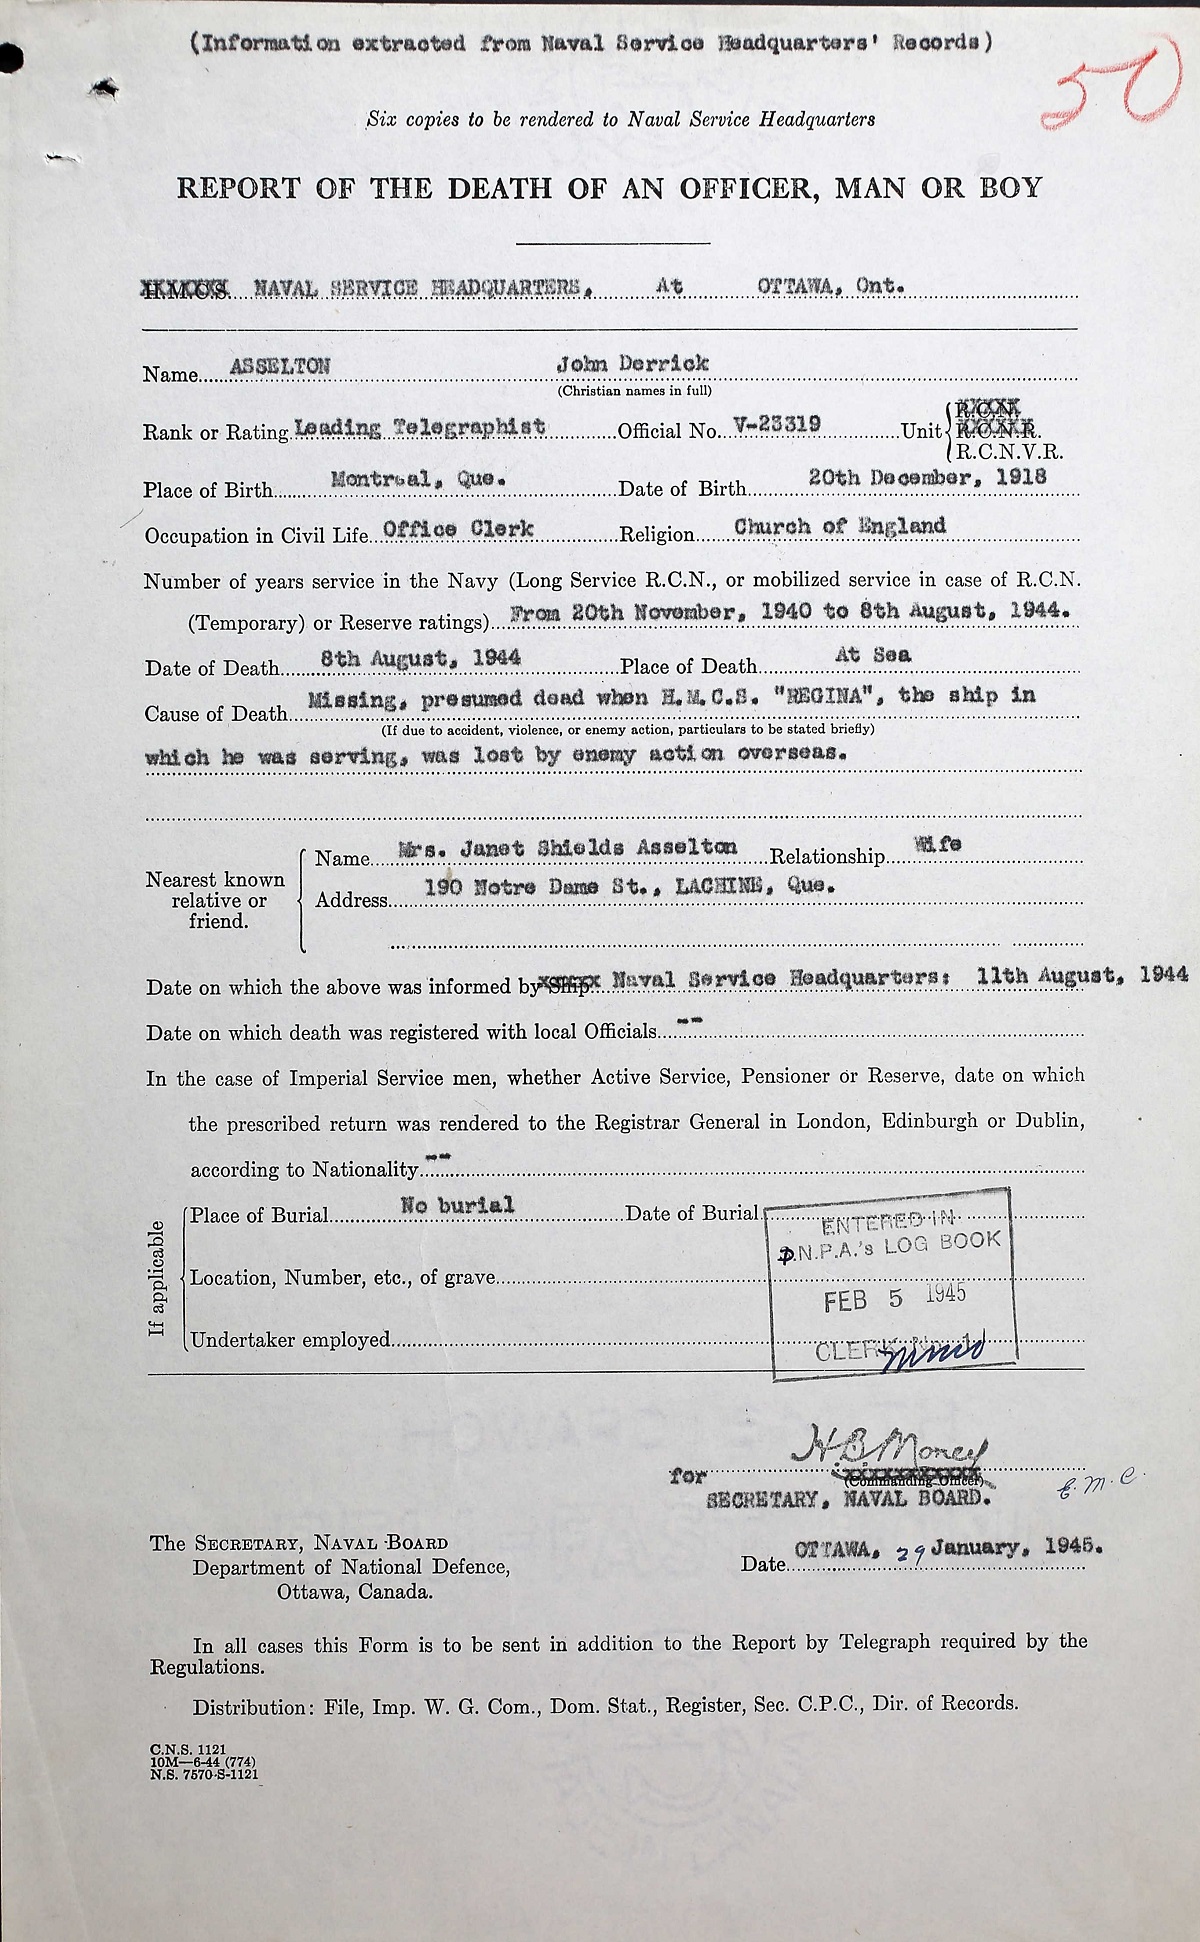 (Information extracted from Naval Service Headquarters' Records)
50
Six copies to be rendered to Naval Service Headquarters
REPORT OF THE DEATH OF AN OFFICER, MAN OR BOY
H.M.C.S. NAVAL SERVICE HEADQUARTERS, At OTTAWA, Ont.
Name ASSELTON John Derrick
(Christian names in full)
R.C.N.
Rank or Rating Leading Telegraphist Official No. V-23319 Unit R.C.N.R.
R.C.N.V.R.
Place of Birth Montreal, Que. Date of Birth 20th December, 1918
Occupation in Civil Life Office Clerk Religion Church of England
Number of years service in the Navy (Long Service R.C.N., or mobilized service in case of R.C.N.
(Temporary) or Reserve ratings) From 20th November, 1940 to 8th August, 1944.
Date of Death 8th August, 1944 Place of Death At Sea
Cause of Death Missing, presumed dead when H.M.C.S. "REGINA", the ship in
(If due to accident, violence, or enemy action, particulars to be stated briefly)
which he was serving, was lost by enemy action overseas.
Name Mrs. Janet Shields Asselton Relationship Wife
Nearest known
relative or
friend.
Address 190 Notre Dame St., LACHINE, Que.
Date on which the above was informed by Ship Naval Service Headquarters: 11th August, 1944
Date on which death was registered with local Officials --
In the case of Imperial Service men, whether Active Service, Pensioner or Reserve, date on which
the prescribed return was rendered to the Registrar General in London, Edinburgh or Dublin,
according to Nationality --
If applicable
Place of Burial No burial Date of Burial
Location, Number, etc., of grave
Undertaker employed
ENTERED IN
D.N.P.A.'s LOG BOOK
FEB 5 1945
CLERK No.
H B Money
for (Commanding Officer)
SECRETARY, NAVAL BOARD. E.M.C.
The SECRETARY, NAVAL BOARD
Department of National Defence,
Ottawa, Canada.
Date OTTAWA, 29 January, 1945.
In all cases this Form is to be sent in addition to the Report by Telegraph required by the
Regulations.
Distribution: File, Imp. W. G. Com., Dom. Stat., Register, Sec. C.P.C., Dir. of Records.
C.N.S. 1121
10M—6-44 (774)
N.S. 7570-S-1121